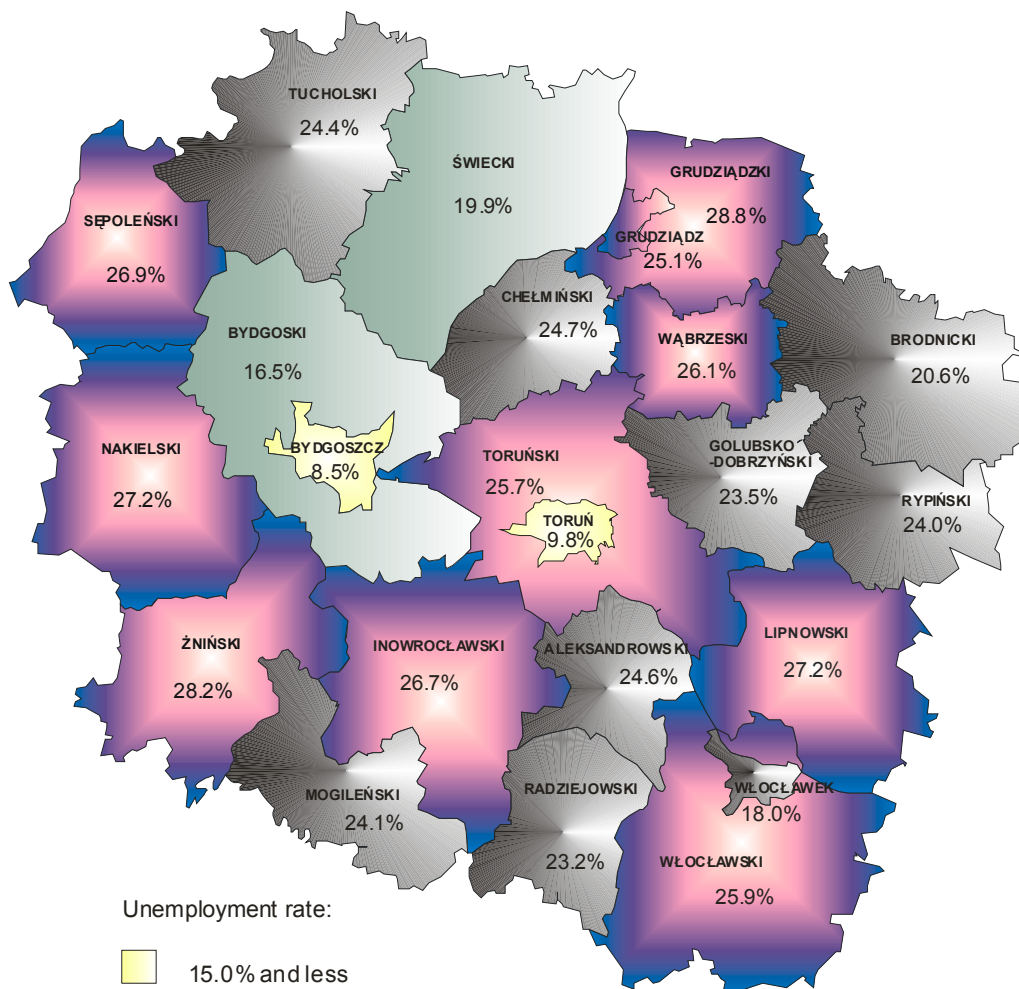 TUCHOLSKI
24.4%
ŚWIECKI
19.9%
GRUDZIĄDZKI
28.8%
GRUDZIĄDZ
25.1%
SĘPOLEŃSKI
26.9%
CHEŁMIŃSKI
24.7%
BYDGOSKI
16.5%
WĄBRZESKI
26.1%
BRODNICKI
20.6%
NAKIELSKI
27.2%
BYDGOSZCZ
8.5%
TORUŃSKI
25.7%
GOLUBSKO
-DOBRZYŃSKI
23.5%
RYPIŃSKI
24.0%
TORUŃ
9.8%
ŻNIŃSKI
28.2%
INOWROCŁAWSKI
26.7%
ALEKSANDROWSKI
24.6%
LIPNOWSKI
27.2%
MOGILEŃSKI
24.1%
RADZIEJOWSKI
23.2%
WŁOCŁAWEK
18.0%
WŁOCŁAWSKI
25.9%
Unemployment rate:
15.0% and less